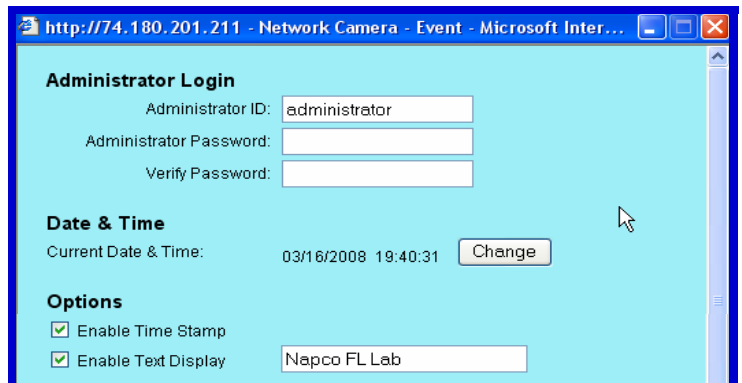 http://74.180.201.211 - Network Camera - Event - Microsoft Inter...
Administrator Login
Administrator ID: administrator
Administrator Password:
Verify Password:
Date & Time
Current Date & Time: 03/16/2008 19:40:31 Change
Options
Enable Time Stamp
Enable Text Display Napco FL Lab